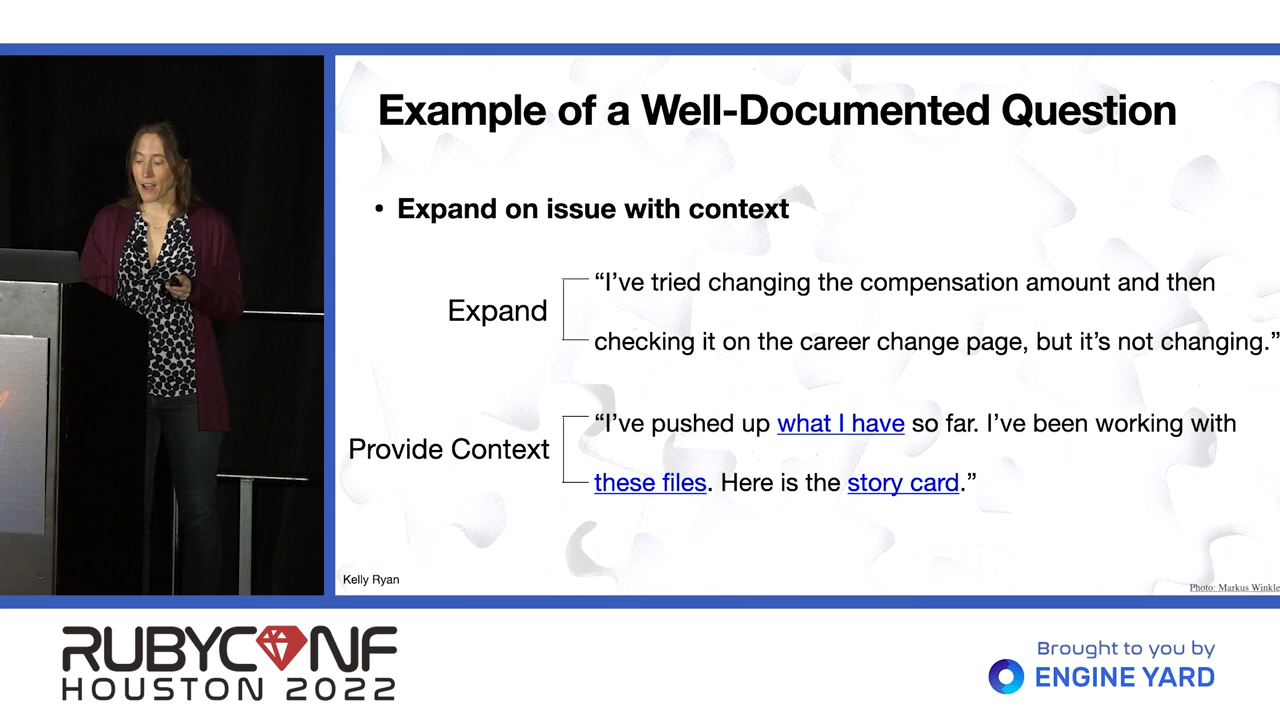 Example of a Well-Documented Question
• Expand on issue with context
Expand
“I’ve tried changing the compensation amount and then
checking it on the career change page, but it’s not changing.”
Provide Context
“I’ve pushed up what I have so far. I’ve been working with
these files. Here is the story card.”
Kelly Ryan
Photo: Markus Winkle
RUBYCONF
HOUSTON 2022
Brought to you by
ENGINE YARD